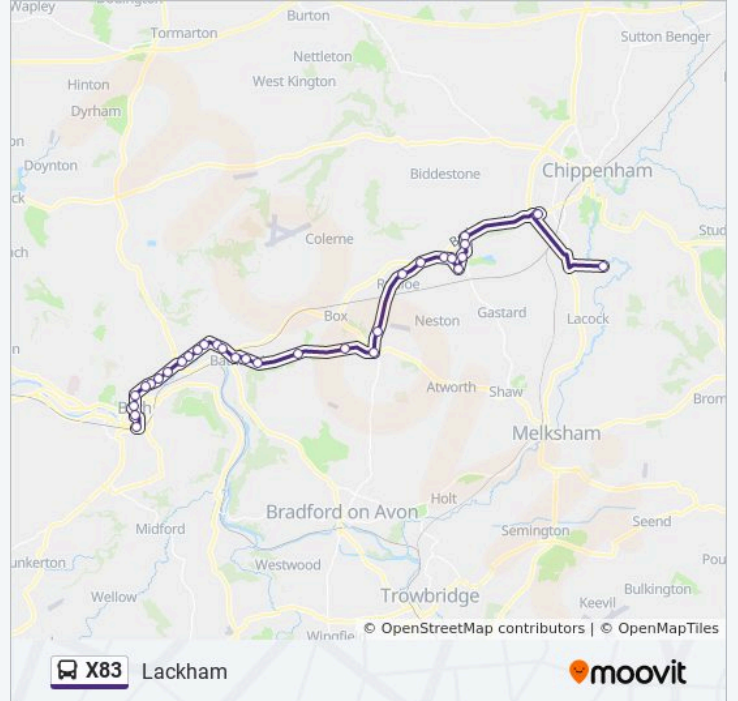 Burton
Tormarton
Sutton Benger
Nettleton
Hinton
West Kington
Dyrham
Doynton
Biddestone
Chippenham
Colerne
Box
Neston
Gastard
Lacock
Atworth
Shaw
Melksham
Holt
Bradford on Avon
Midford
Semington
Seend
Westwood
Wellow
Trowbridge
Bulkington
Keevil
© OpenStreetMap contributors | © OpenMapTiles
X83 Lackham moovit